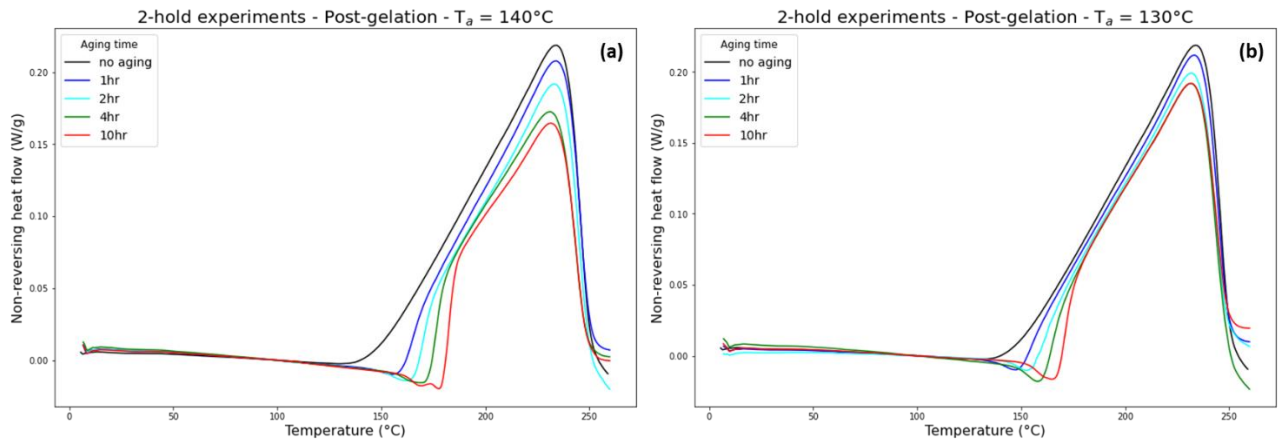 2-hold experiments - Post-gelation - Tₐ = 140°C
(a)
Aging time
no aging
1hr
2hr
4hr
10hr
Non-reversing heat flow (W/g)
0.20
0.15
0.10
0.05
0.00
0
50
100
150
200
250
Temperature (°C)
2-hold experiments - Post-gelation - Tₐ = 130°C
(b)
Aging time
no aging
1hr
2hr
4hr
10hr
Non-reversing heat flow (W/g)
0.20
0.15
0.10
0.05
0.00
0
50
100
150
200
250
Temperature (°C)